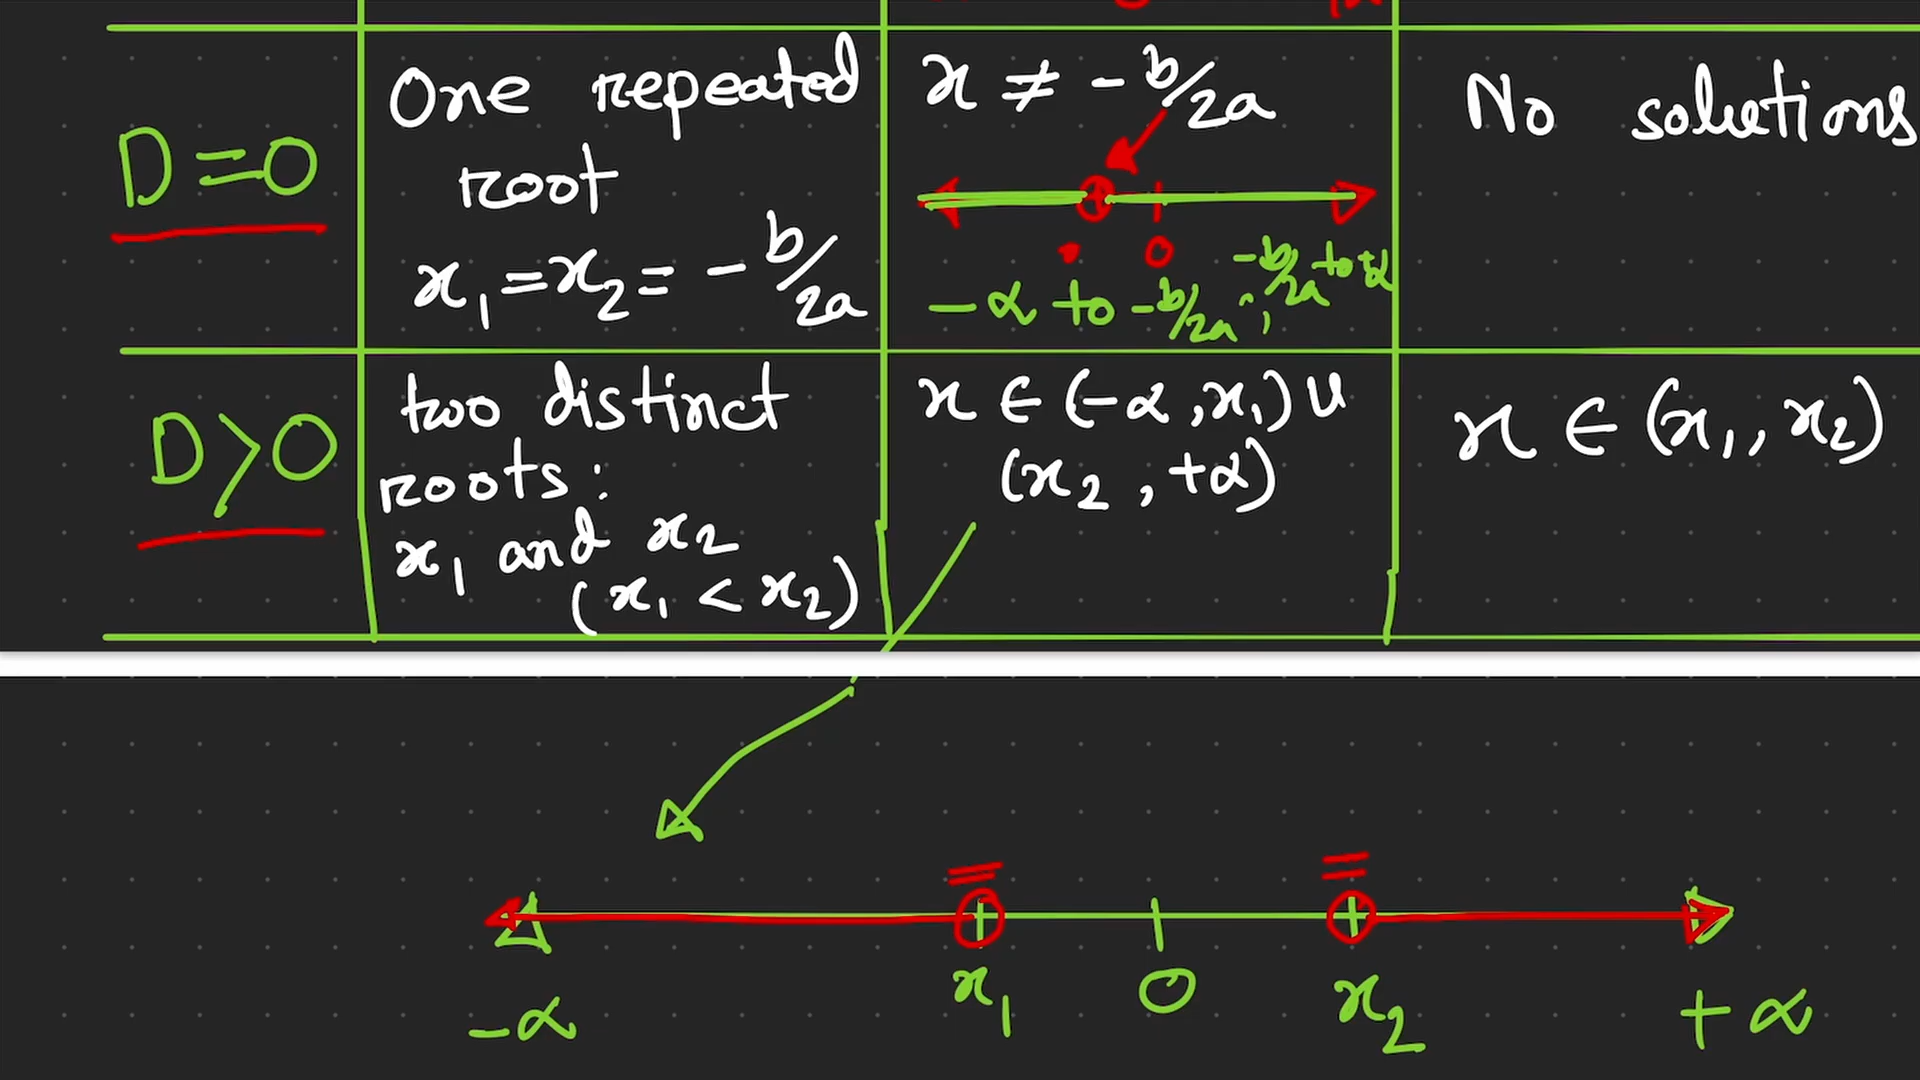 D=0
One repeated
root
x₁=x₂=-b/2a
x ≠ -b/2a
0
-α to -b/2a ; -b/2a to +α
No solutions
D>0
two distinct
roots:
x₁ and x₂
(x₁ < x₂)
x ∈ (-α, x₁) ∪
(x₂, +α)
x ∈ (x₁, x₂)
-α x₁ 0 x₂ +α